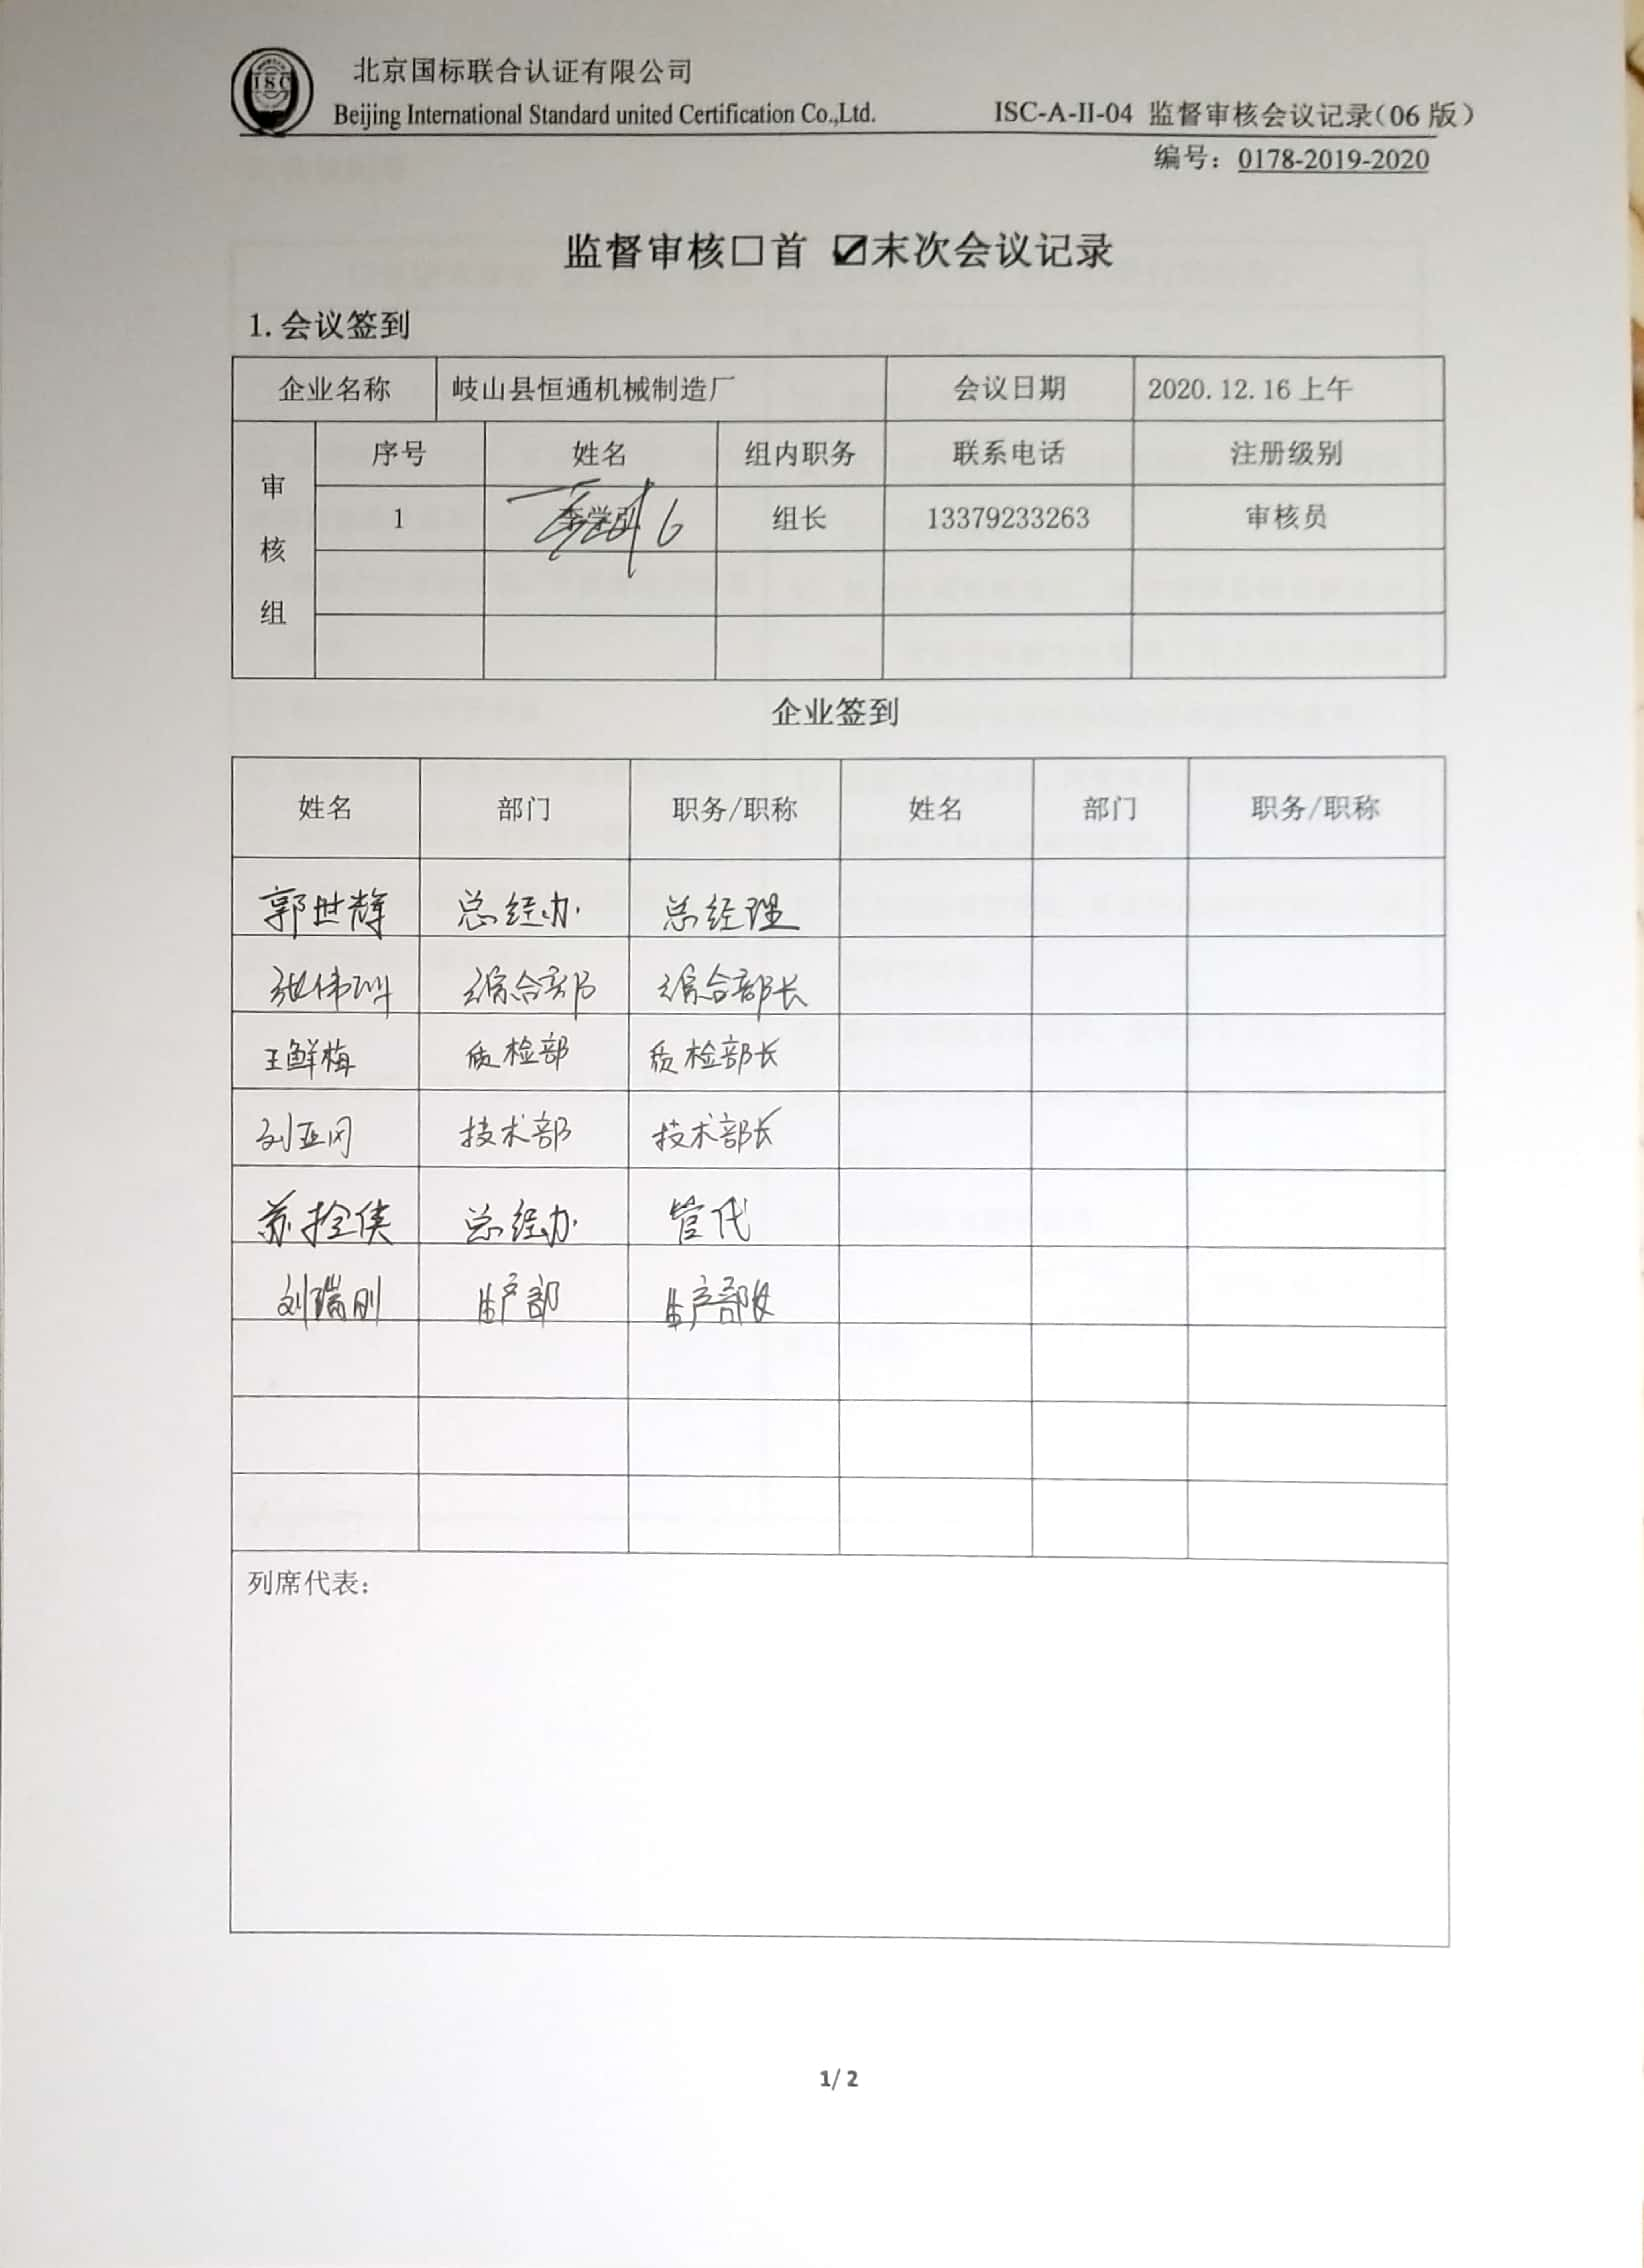 ISC
北京国标联合认证有限公司
Beijing International Standard united Certification Co.,Ltd.
ISC-A-II-04 监督审核会议记录(06 版)
编号: 0178-2019-2020
监督审核□首 ☑末次会议记录
1. 会议签到
企业名称 岐山县恒通机械制造厂 会议日期 2020.12.16 上午
审核组 序号 姓名 组内职务 联系电话 注册级别
1 组长 13379233263 审核员
企业签到
姓名 部门 职务/职称 姓名 部门 职务/职称
郭世辉 总经办 总经理
综合部 综合部长
王鲜梅 质检部 质检部长
刘亚冈 技术部 技术部长
苏拴侠 总经办 管代
刘瑞刚 生产部 生产部长
列席代表:
1/ 2